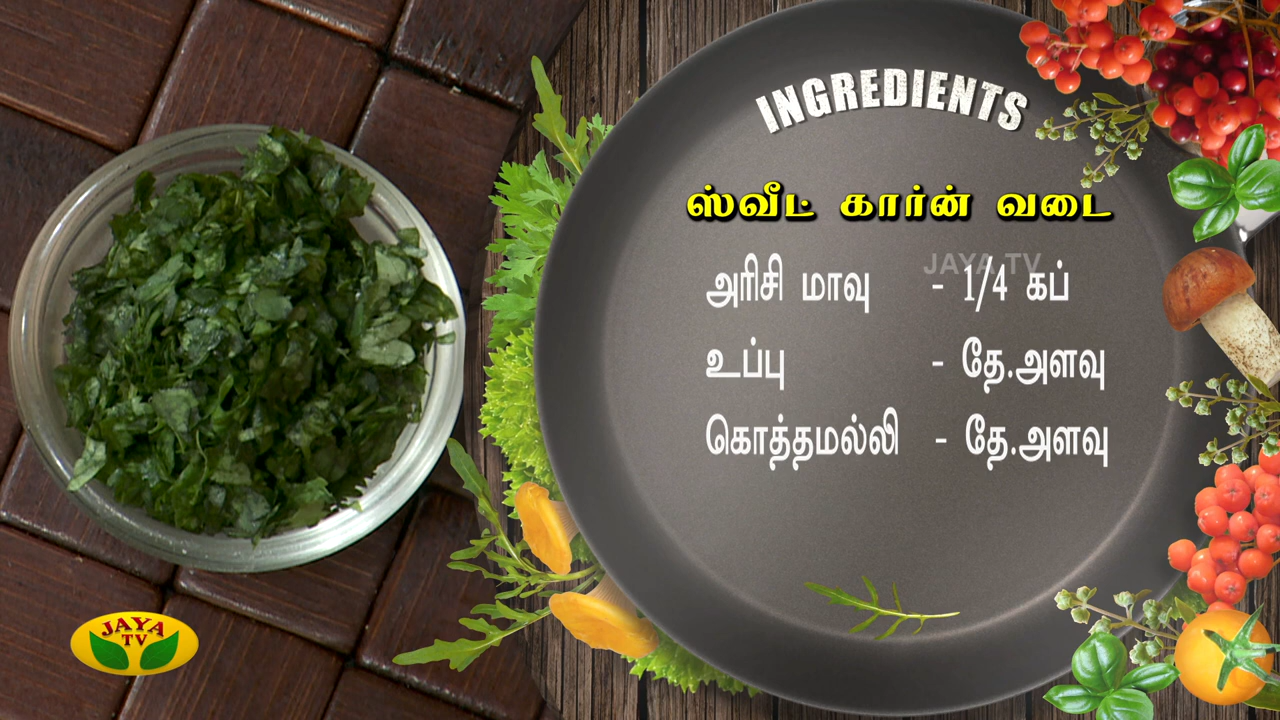 INGREDIENTS
ஸ்வீட் கார்ன் வடை
JAYA TV
அரிசி மாவு - 1/4 கப்
உப்பு - தே.அளவு
கொத்தமல்லி - தே.அளவு
JAYA
TV